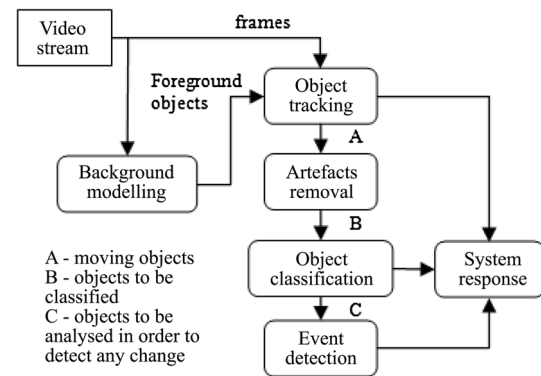 Video
stream
frames
Foreground
objects
Object
tracking
A
Background
modelling
Artefacts
removal
B
Object
classification
System
response
C
Event
detection
A - moving objects
B - objects to be
classified
C - objects to be
analysed in order to
detect any change